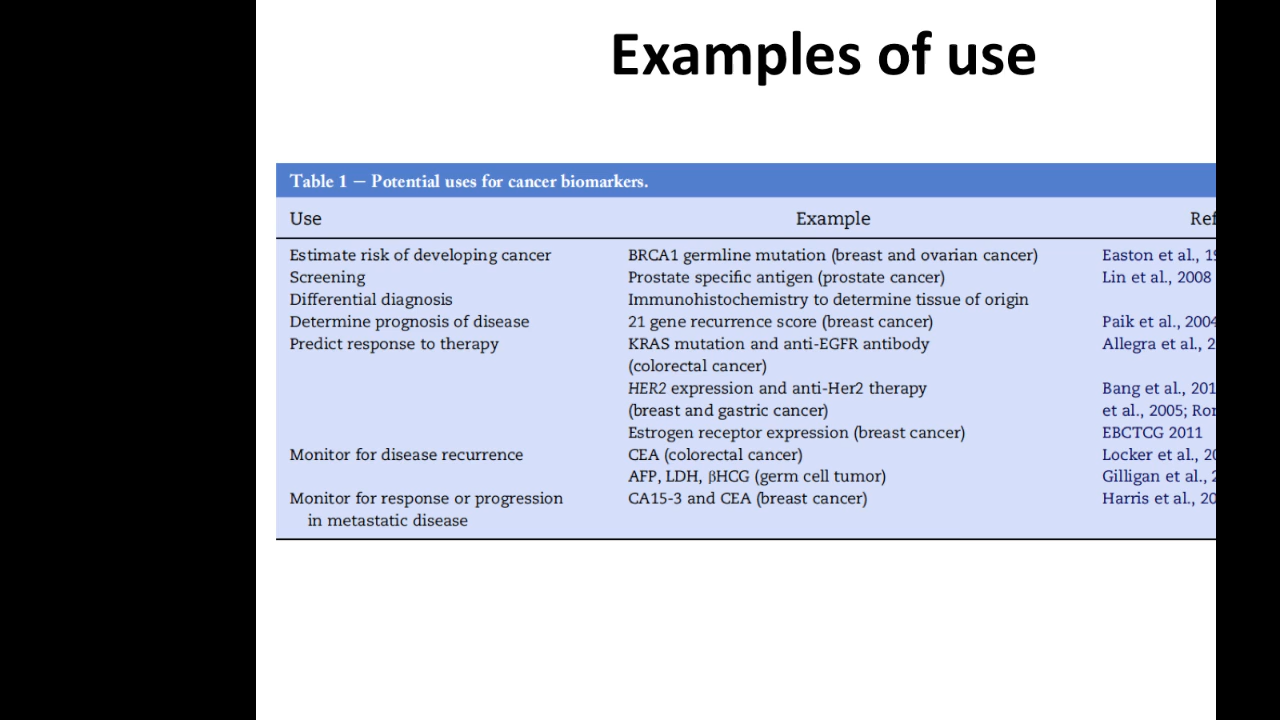 Examples of use
Table 1 – Potential uses for cancer biomarkers.
Use Example
Estimate risk of developing cancer BRCA1 germline mutation (breast and ovarian cancer) Easton et al.,
Screening Prostate specific antigen (prostate cancer) Lin et al., 2008
Differential diagnosis Immunohistochemistry to determine tissue of origin
Determine prognosis of disease 21 gene recurrence score (breast cancer) Paik et al., 2004
Predict response to therapy KRAS mutation and anti-EGFR antibody Allegra et al.,
(colorectal cancer)
HER2 expression and anti-Her2 therapy Bang et al.,
(breast and gastric cancer) et al., 2005;
Estrogen receptor expression (breast cancer) EBCTCG 2011
Monitor for disease recurrence CEA (colorectal cancer) Locker et al.,
AFP, LDH, βHCG (germ cell tumor) Gilligan et al.,
Monitor for response or progression CA15-3 and CEA (breast cancer) Harris et al.,
in metastatic disease